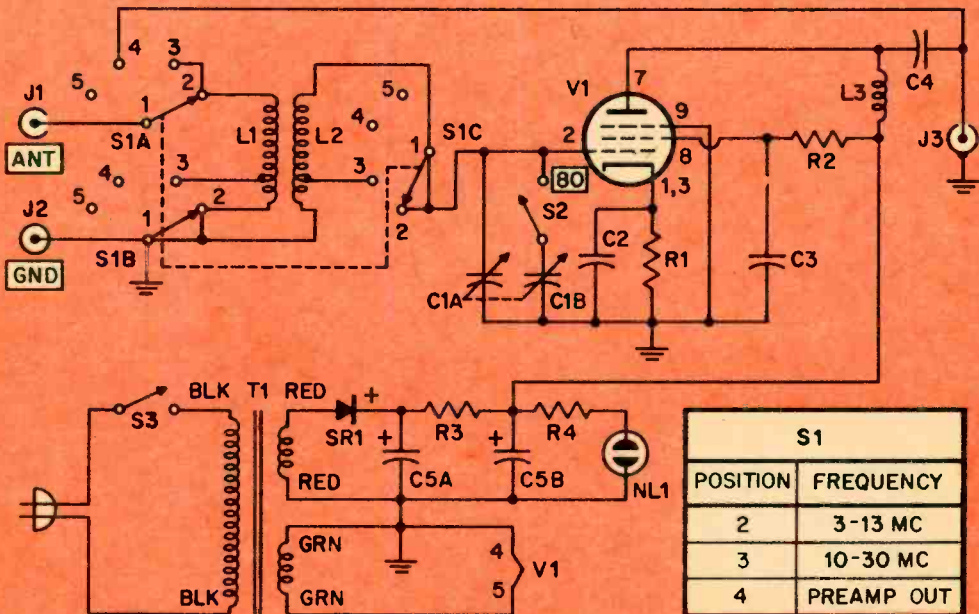 4
3
2
5
J1
1
S1A
ANT
L1
L2
5
4
1
S1C
3
2
4
3
5
J2
1
2
S1B
GND
V1
7
2
9
8
1,3
80
S2
C2
R1
C1A
C1B
C3
L3
C4
R2
J3
S3
BLK
T1
RED
SR1
+
+
R3
+
R4
C5A
C5B
NL1
RED
GRN
4
5
V1
BLK
GRN
S1
POSITION
FREQUENCY
2
3-13 MC
3
10-30 MC
4
PREAMP OUT